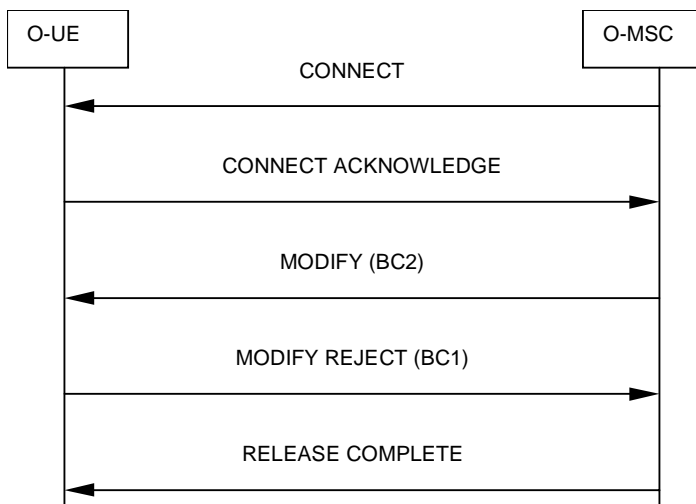 O-UE
O-MSC
CONNECT
CONNECT ACKNOWLEDGE
MODIFY (BC2)
MODIFY REJECT (BC1)
RELEASE COMPLETE